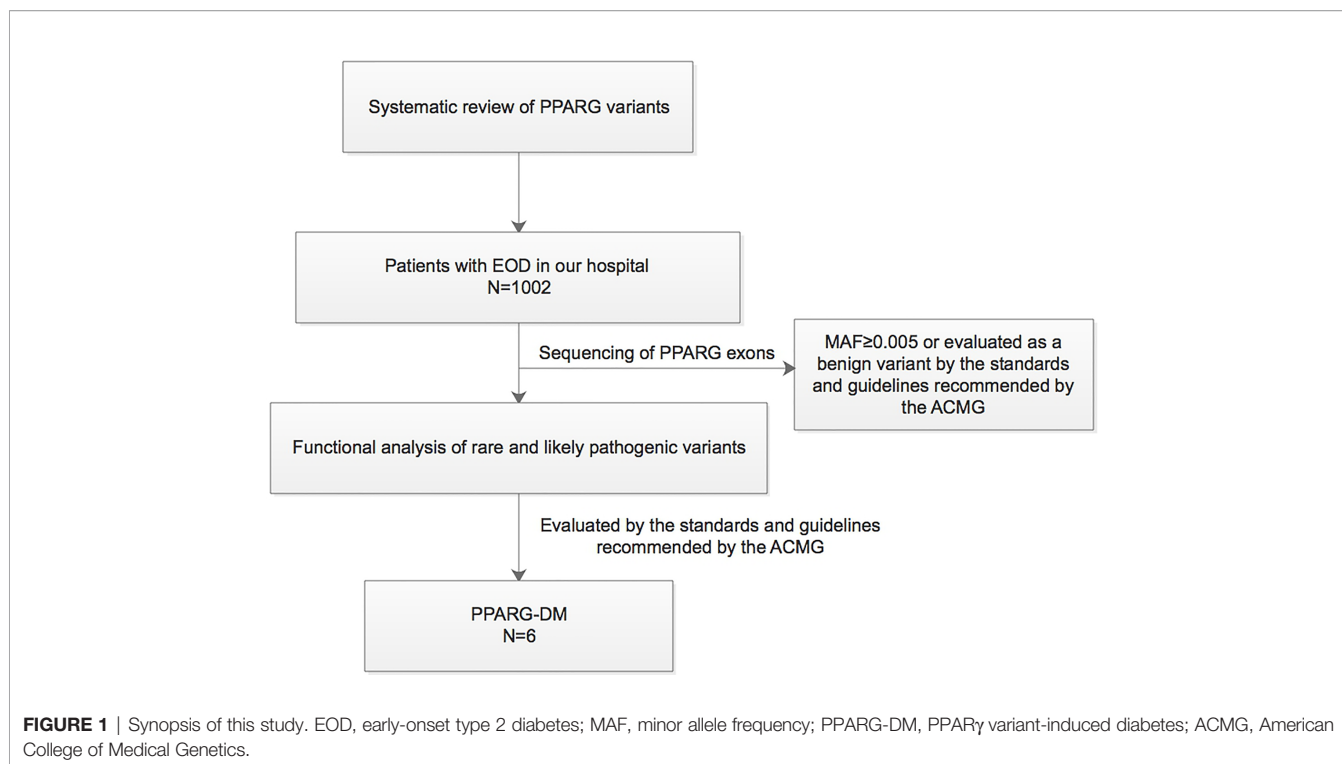 Systematic review of PPARG variants
Patients with EOD in our hospital
N=1002
Sequencing of PPARG exons
MAF≥0.005 or evaluated as a
benign variant by the standards
and guidelines recommended by
the ACMG
Functional analysis of rare and likely pathogenic variants
Evaluated by the standards and guidelines
recommended by the ACMG
PPARG-DM
N=6
FIGURE 1 | Synopsis of this study. EOD, early-onset type 2 diabetes; MAF, minor allele frequency; PPARG-DM, PPARγ variant-induced diabetes; ACMG, American
College of Medical Genetics.